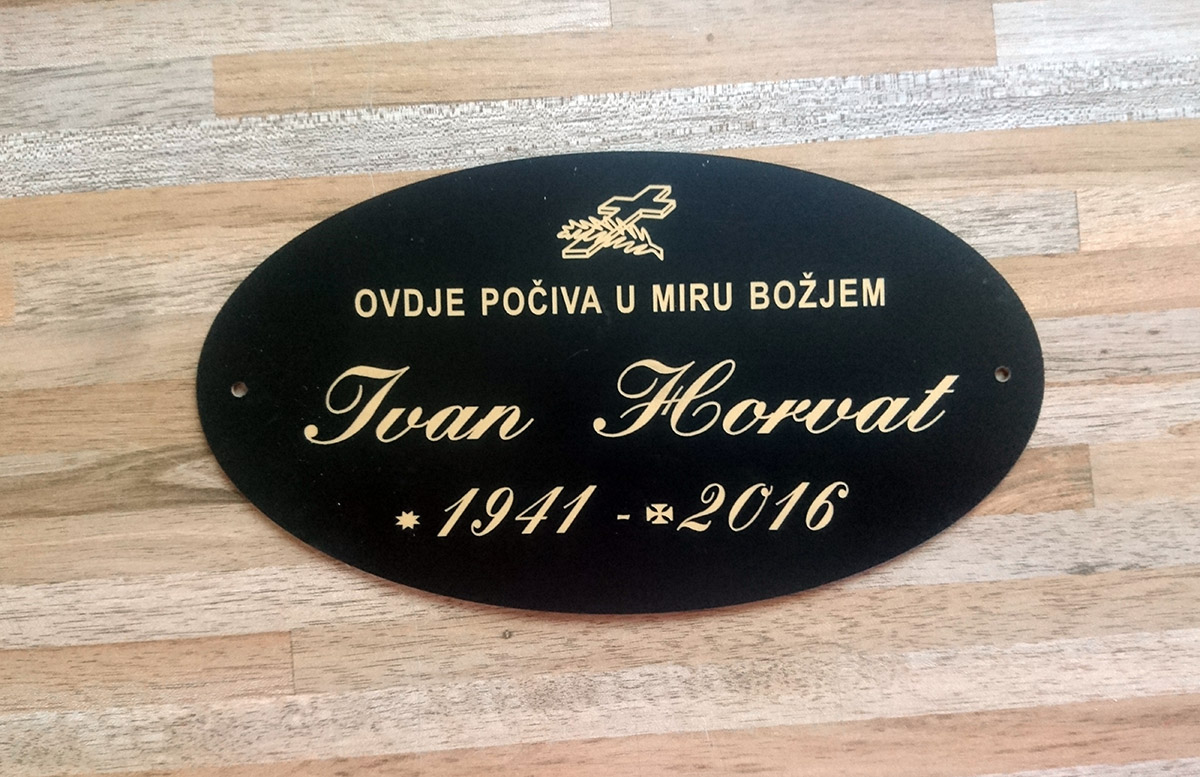 OVDJE POČIVA U MIRU BOŽJEM
Ivan Horvat
* 1941 - ✠ 2016